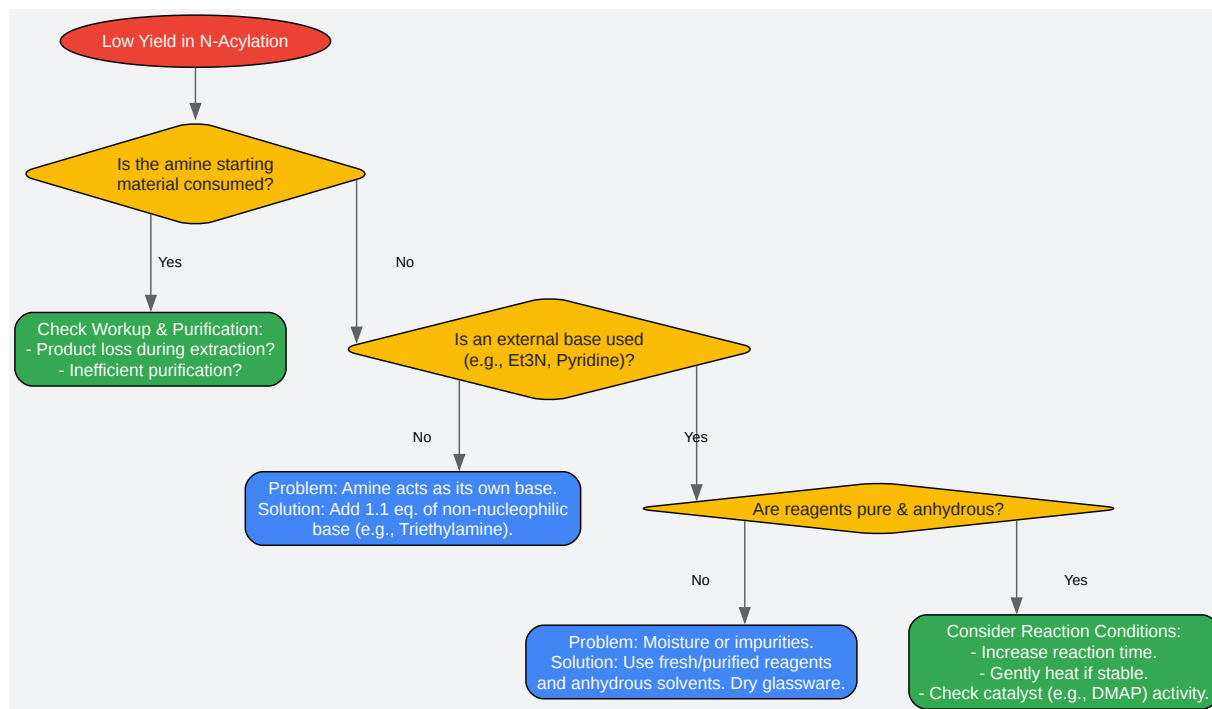 Low Yield in N-Acylation
Is the amine starting
material consumed?
Yes
No
Check Workup & Purification:
- Product loss during extraction?
- Inefficient purification?
Is an external base used
(e.g., Et3N, Pyridine)?
No
Yes
Problem: Amine acts as its own base.
Solution: Add 1.1 eq. of non-nucleophilic
base (e.g., Triethylamine).
Are reagents pure & anhydrous?
No
Yes
Problem: Moisture or impurities.
Solution: Use fresh/purified reagents
and anhydrous solvents. Dry glassware.
Consider Reaction Conditions:
- Increase reaction time.
- Gently heat if stable.
- Check catalyst (e.g., DMAP) activity.